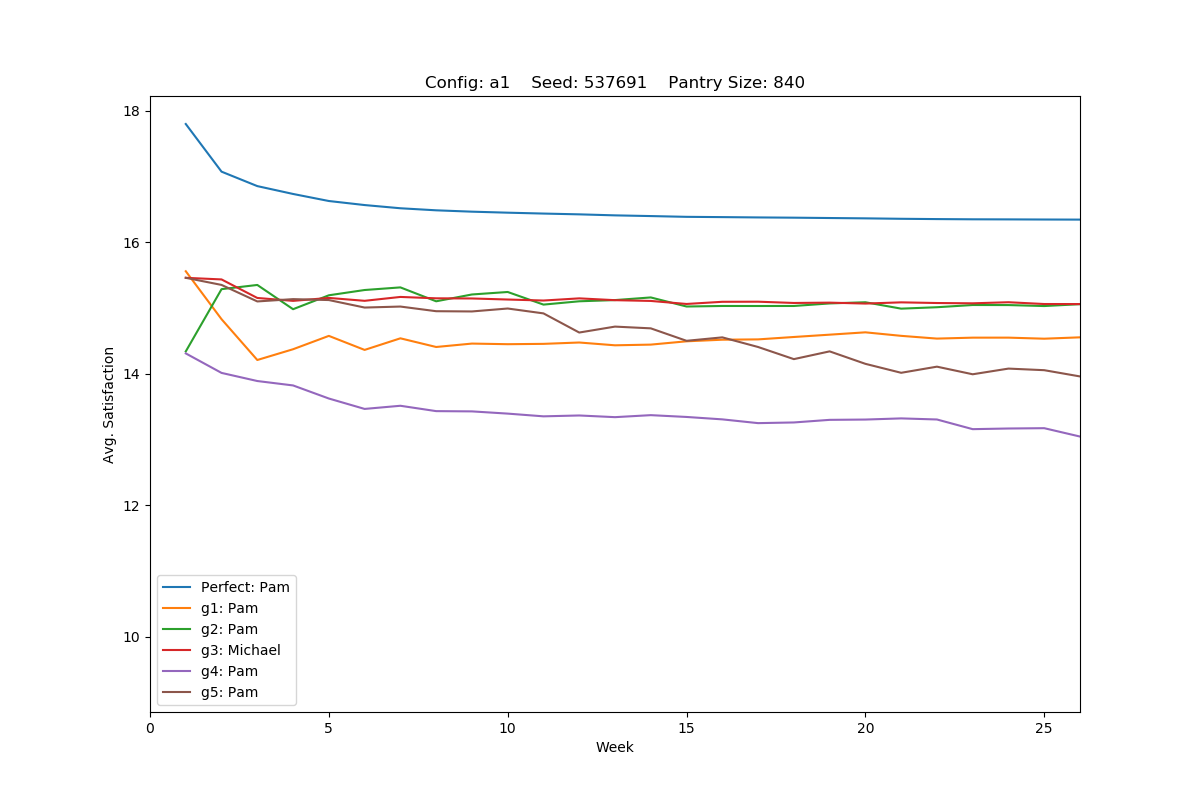 Config: a1    Seed: 537691    Pantry Size: 840
18
16
14
12
10
Avg. Satisfaction
Perfect: Pam
g1: Pam
g2: Pam
g3: Michael
g4: Pam
g5: Pam
0 5 10 15 20 25
Week